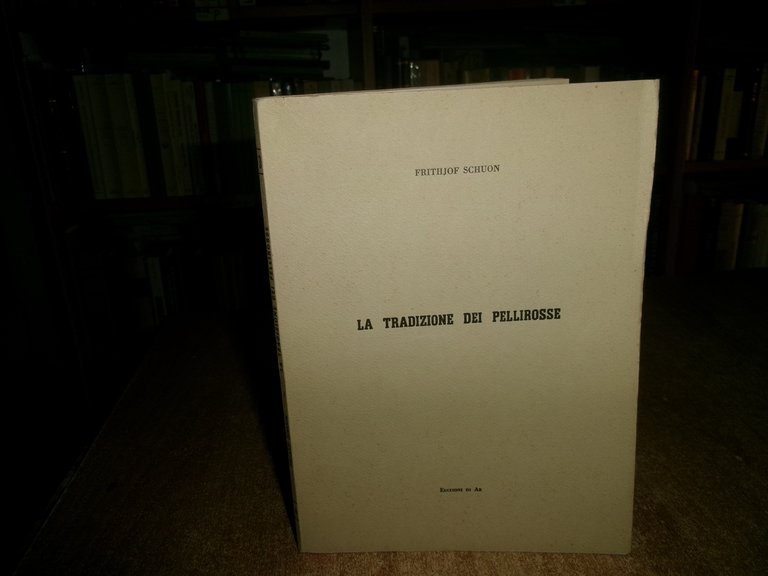 FRITHJOF SCHUON
LA TRADIZIONE DEI PELLIROSSE
EDIZIONI DI AR